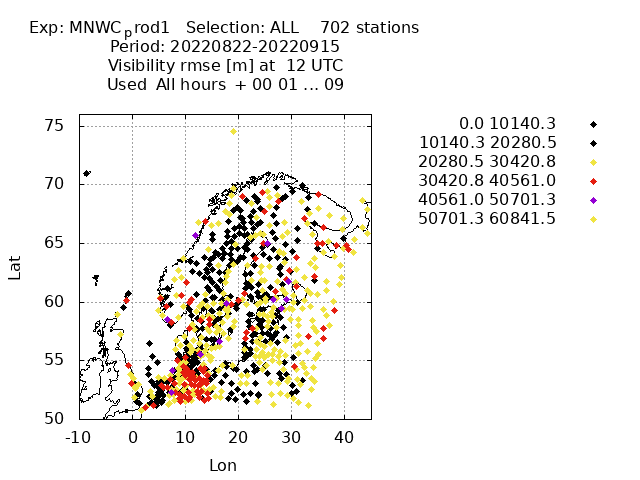 Exp: MNWC_prod1 Selection: ALL 702 stations
Period: 20220822-20220915
Visibility rmse [m] at 12 UTC
Used All hours + 00 01 ... 09
0.0 10140.3
10140.3 20280.5
20280.5 30420.8
30420.8 40561.0
40561.0 50701.3
50701.3 60841.5
75
70
65
60
55
50
Lat
-10 0 10 20 30 40
Lon